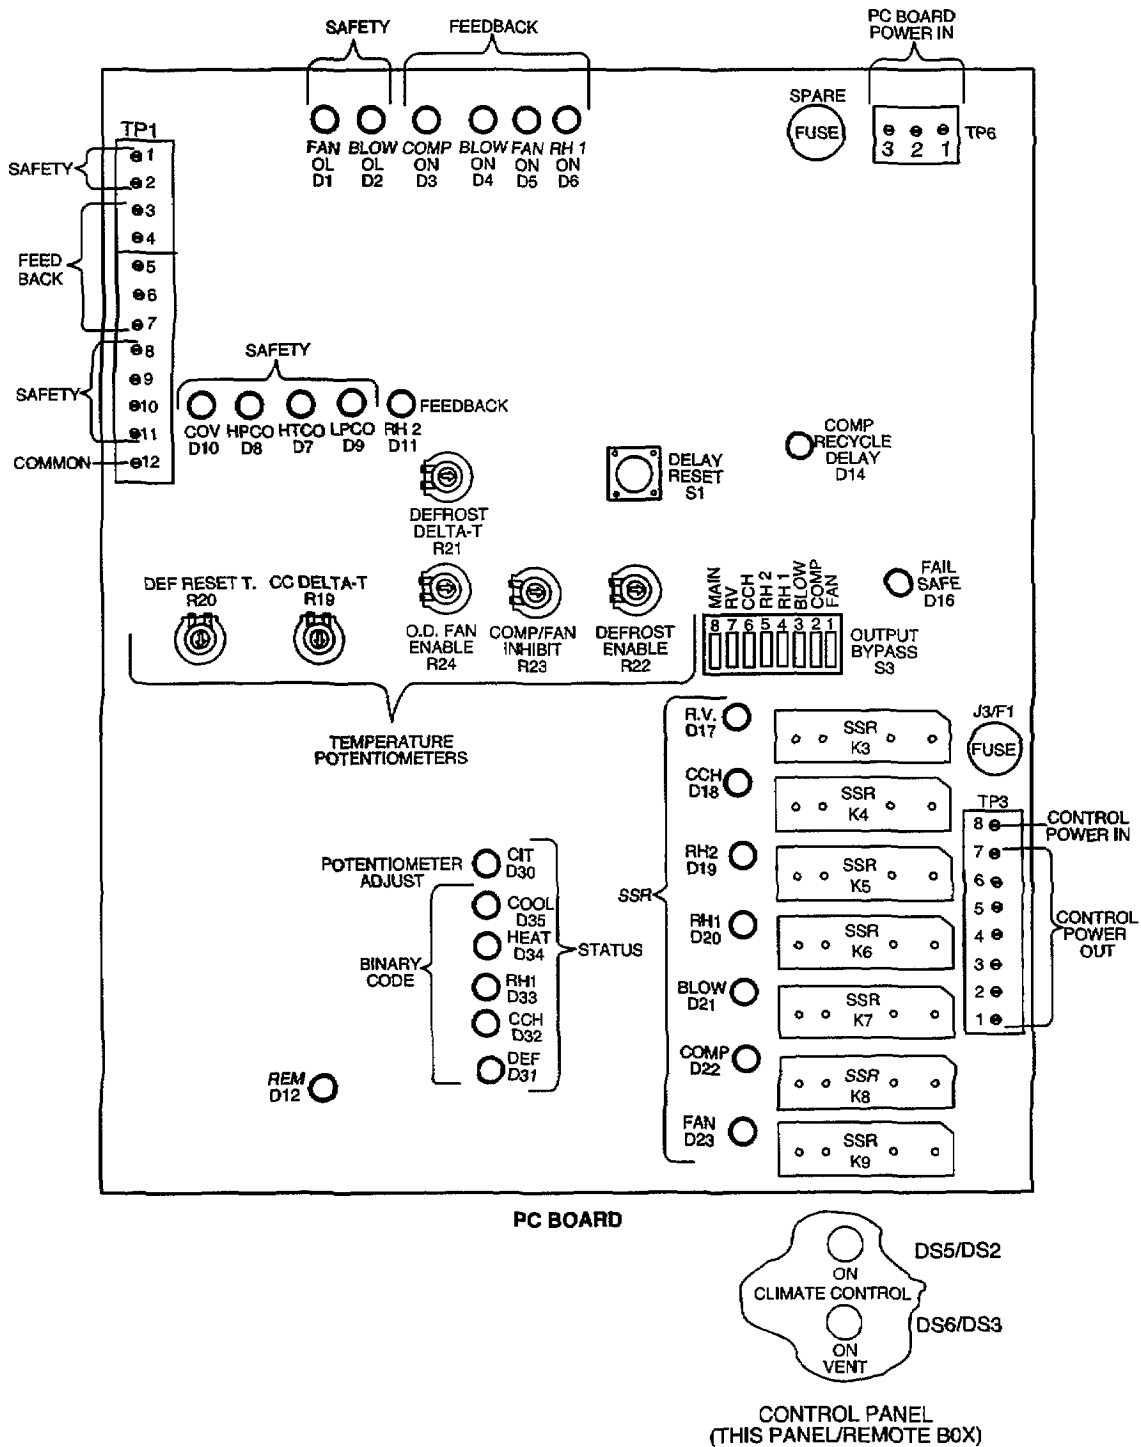 SAFETY
FEEDBACK
PC BOARD
POWER IN
FAN
OL
D1
BLOW
OL
D2
COMP
ON
D3
BLOW
ON
D4
FAN
ON
D5
RH 1
ON
D6
SPARE
FUSE
3 2 1
TP6
TP1
1
2
3
4
5
6
7
8
9
10
11
12
SAFETY
FEED
BACK
SAFETY
COMMON
SAFETY
COV
D10
HPCO
D8
HTCO
D7
LPCO
D9
RH 2
D11
FEEDBACK
DEFROST
DELTA-T
R21
DELAY
RESET
S1
COMP
RECYCLE
DELAY
D14
DEF RESET T.
R20
CC DELTA-T
R19
O.D. FAN
ENABLE
R24
COMP/FAN
INHIBIT
R23
DEFROST
ENABLE
R22
MAIN
RV
CCH
RH 2
RH 1
BLOW
COMP
FAN
8 7 6 5 4 3 2 1
OUTPUT
BYPASS
S3
FAIL
SAFE
D16
TEMPERATURE
POTENTIOMETERS
R.V.
D17
CCH
D18
RH2
D19
RH1
D20
BLOW
D21
COMP
D22
FAN
D23
SSR
SSR
K3
SSR
K4
SSR
K5
SSR
K6
SSR
K7
SSR
K8
SSR
K9
J3/F1
FUSE
TP3
8
7
6
5
4
3
2
1
CONTROL
POWER IN
CONTROL
POWER
OUT
POTENTIOMETER
ADJUST
CIT
D30
COOL
D35
HEAT
D34
RH1
D33
CCH
D32
DEF
D31
BINARY
CODE
STATUS
REM
D12
PC BOARD
DS5/DS2
ON
CLIMATE CONTROL
DS6/DS3
ON
VENT
CONTROL PANEL
(THIS PANEL/REMOTE BOX)